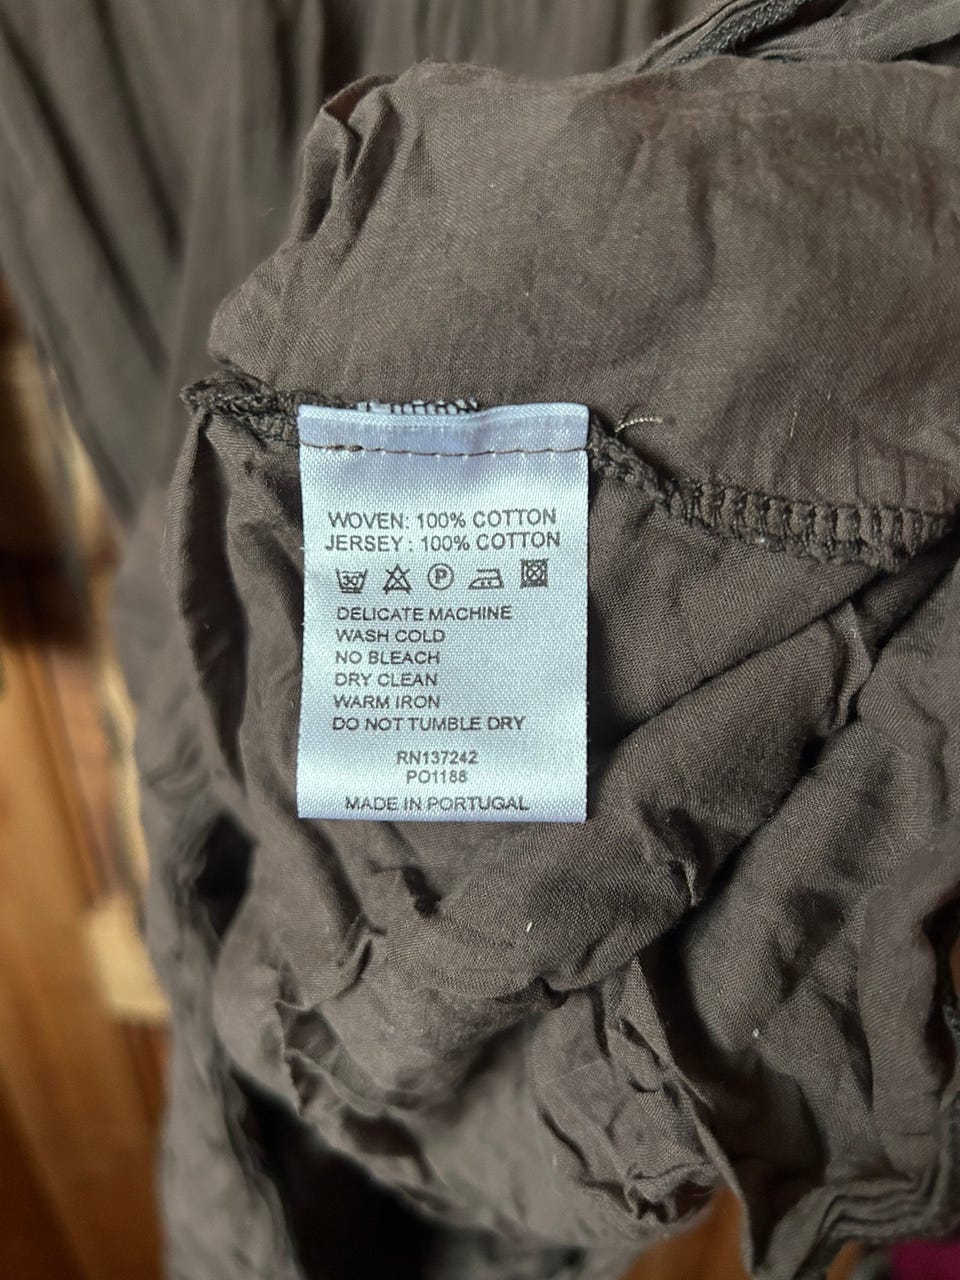 WOVEN: 100% COTTON
JERSEY : 100% COTTON
30° P
DELICATE MACHINE
WASH COLD
NO BLEACH
DRY CLEAN
WARM IRON
DO NOT TUMBLE DRY
RN137242
PO1188
MADE IN PORTUGAL